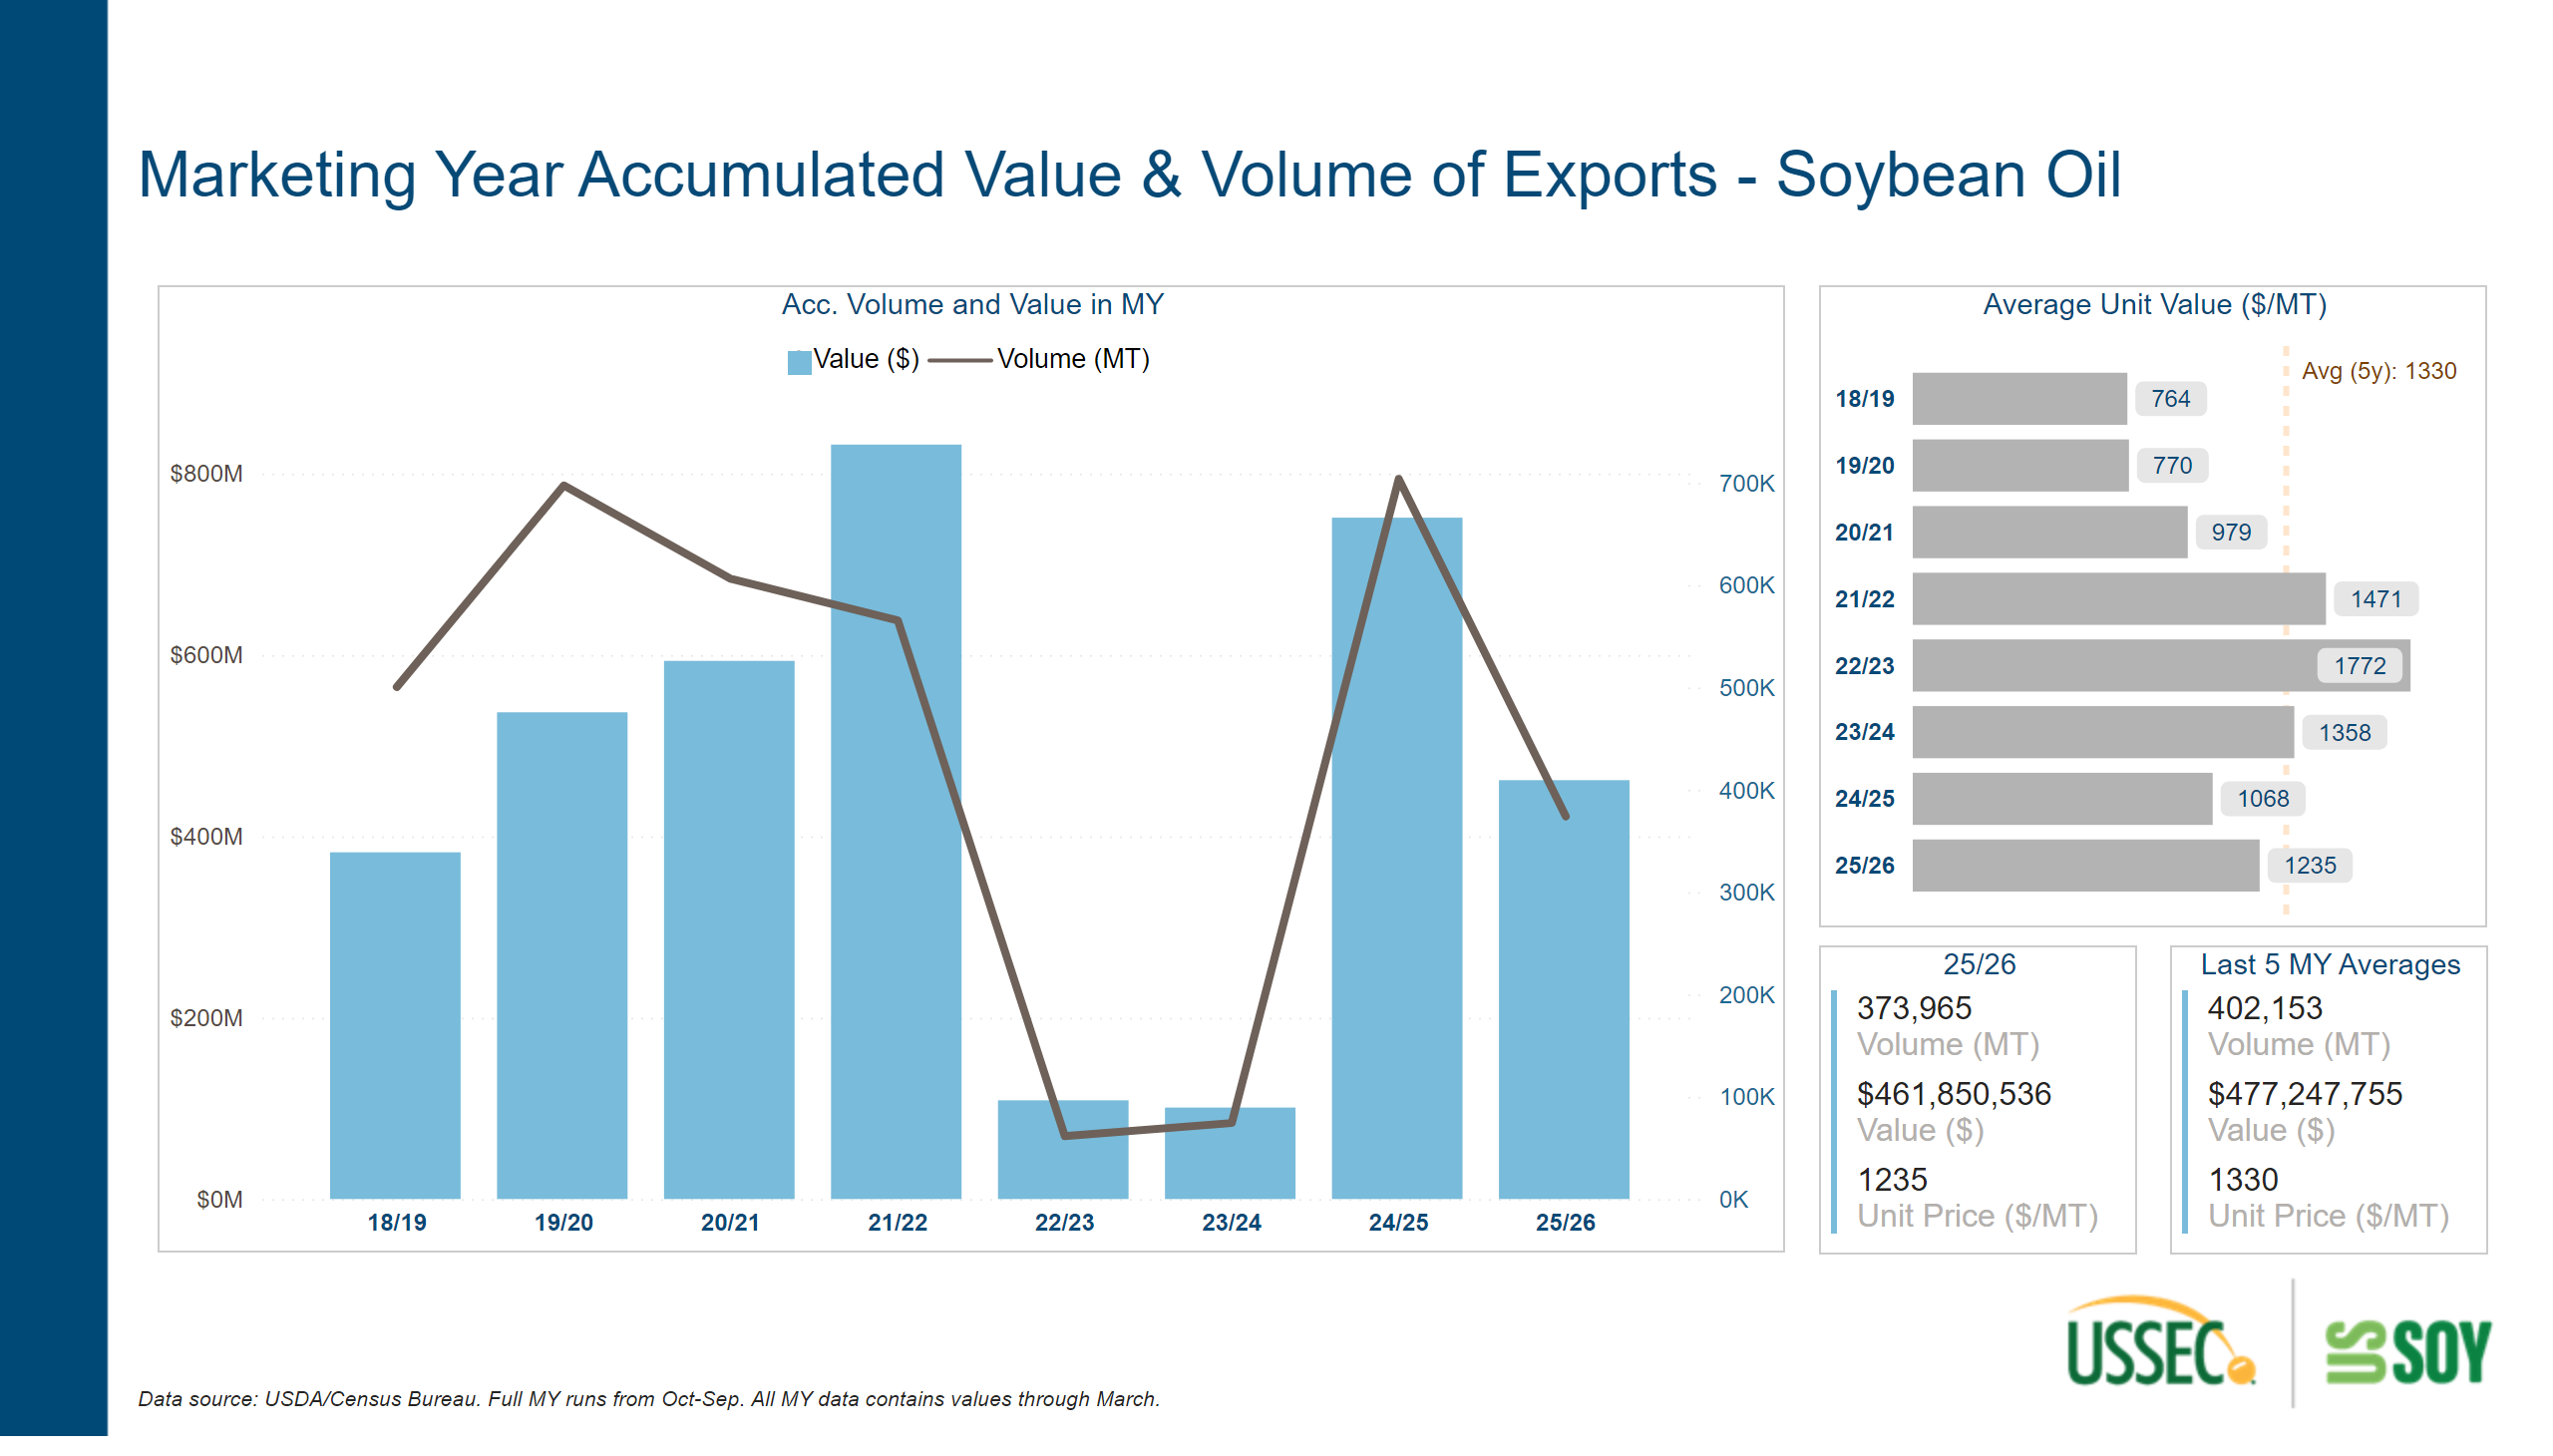 Marketing Year Accumulated Value & Volume of Exports - Soybean Oil
Acc. Volume and Value in MY
Value ($) Volume (MT)
$800M
$600M
$400M
$200M
$0M
700K
600K
500K
400K
300K
200K
100K
0K
18/19 19/20 20/21 21/22 22/23 23/24 24/25 25/26
Average Unit Value ($/MT)
Avg (5y): 1330
18/19 764
19/20 770
20/21 979
21/22 1471
22/23 1772
23/24 1358
24/25 1068
25/26 1235
25/26
373,965
Volume (MT)
$461,850,536
Value ($)
1235
Unit Price ($/MT)
Last 5 MY Averages
402,153
Volume (MT)
$477,247,755
Value ($)
1330
Unit Price ($/MT)
USSEC
US SOY
Data source: USDA/Census Bureau. Full MY runs from Oct-Sep. All MY data contains values through March.